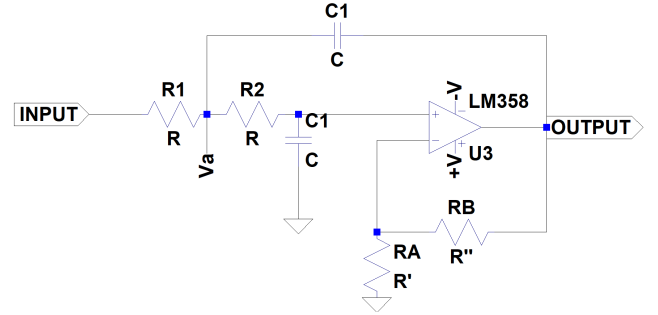 C1
C
R1
R2
INPUT
R
R
C1
C
Va
+
−
-V
−
+
+V
LM358
U3
OUTPUT
RB
R"
RA
R'